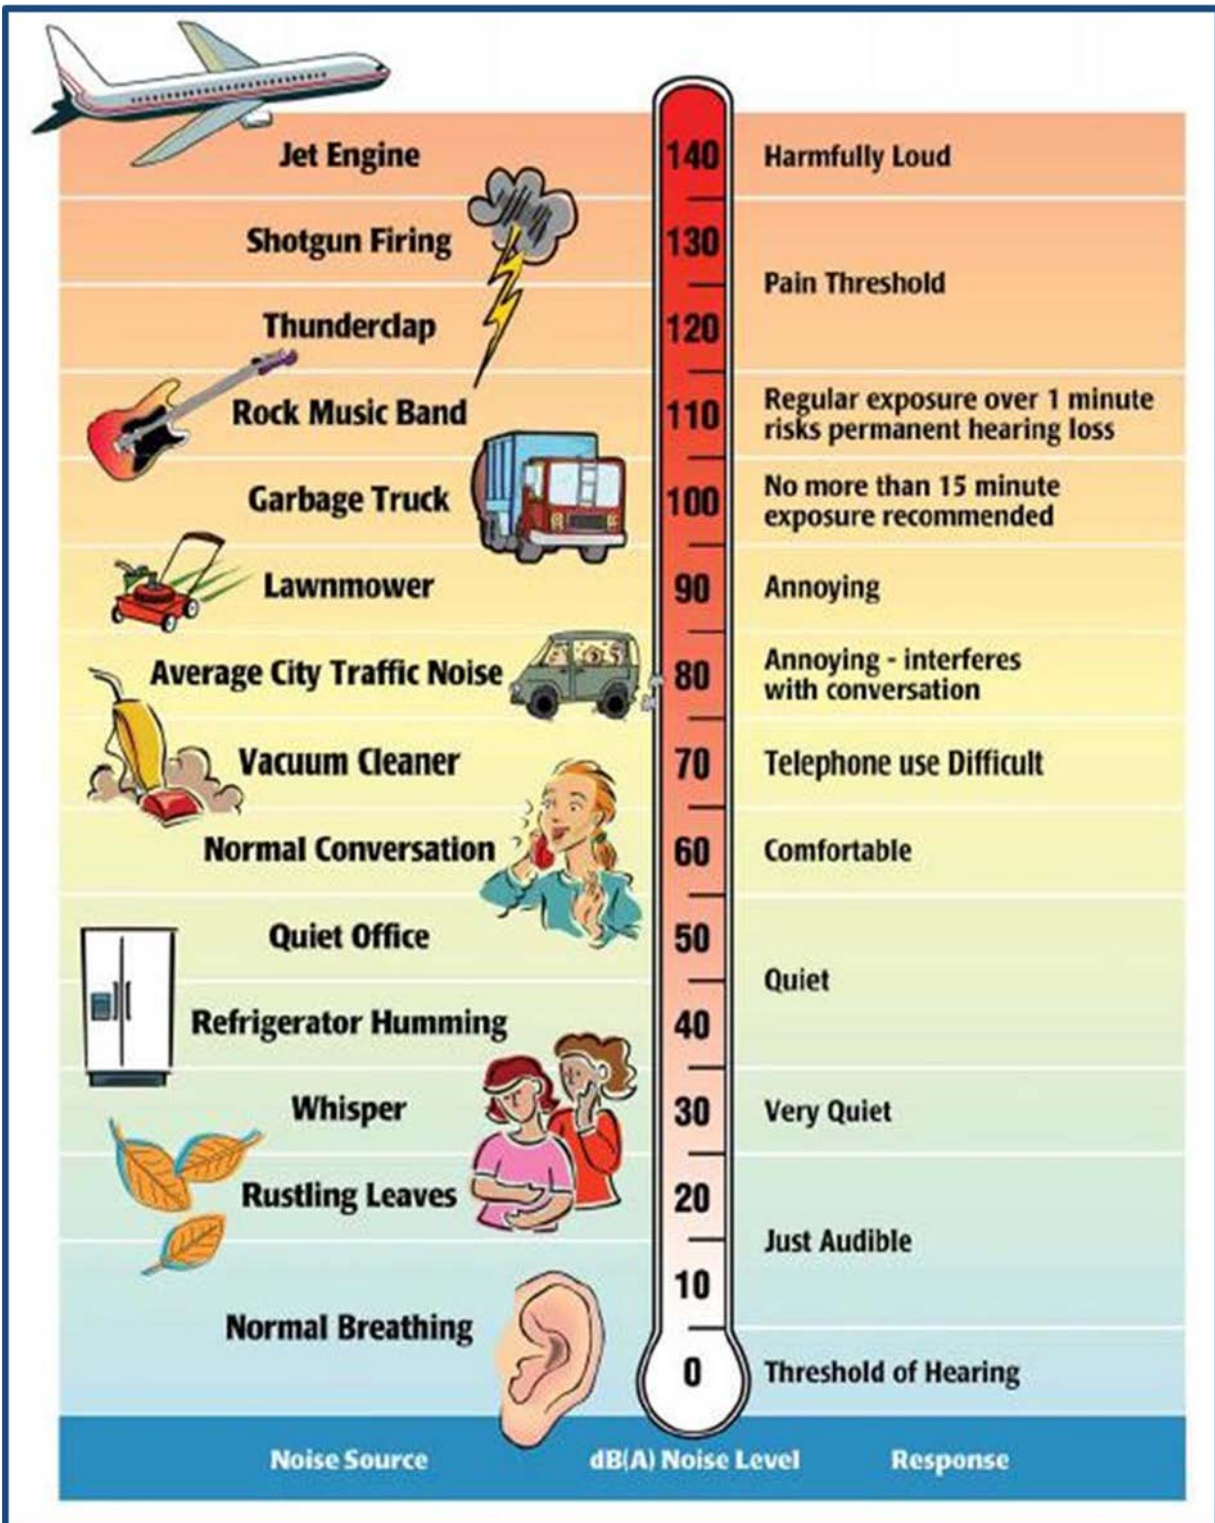 Jet Engine
140
Harmfully Loud
Shotgun Firing
130
Pain Threshold
Thunderclap
120
Rock Music Band
110
Regular exposure over 1 minute
risks permanent hearing loss
Garbage Truck
100
No more than 15 minute
exposure recommended
Lawnmower
90
Annoying
Average City Traffic Noise
80
Annoying - interferes
with conversation
Vacuum Cleaner
70
Telephone use Difficult
Normal Conversation
60
Comfortable
Quiet Office
50
Quiet
Refrigerator Humming
40
Whisper
30
Very Quiet
Rustling Leaves
20
Just Audible
10
Normal Breathing
0
Threshold of Hearing
Noise Source
dB(A) Noise Level
Response